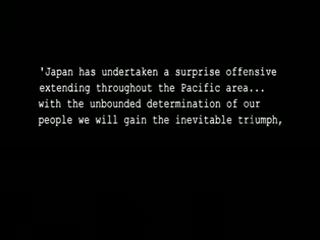 'Japan has undertaken a surprise offensive
extending throughout the Pacific area...
with the unbounded determination of our
people we will gain the inevitable triumph,